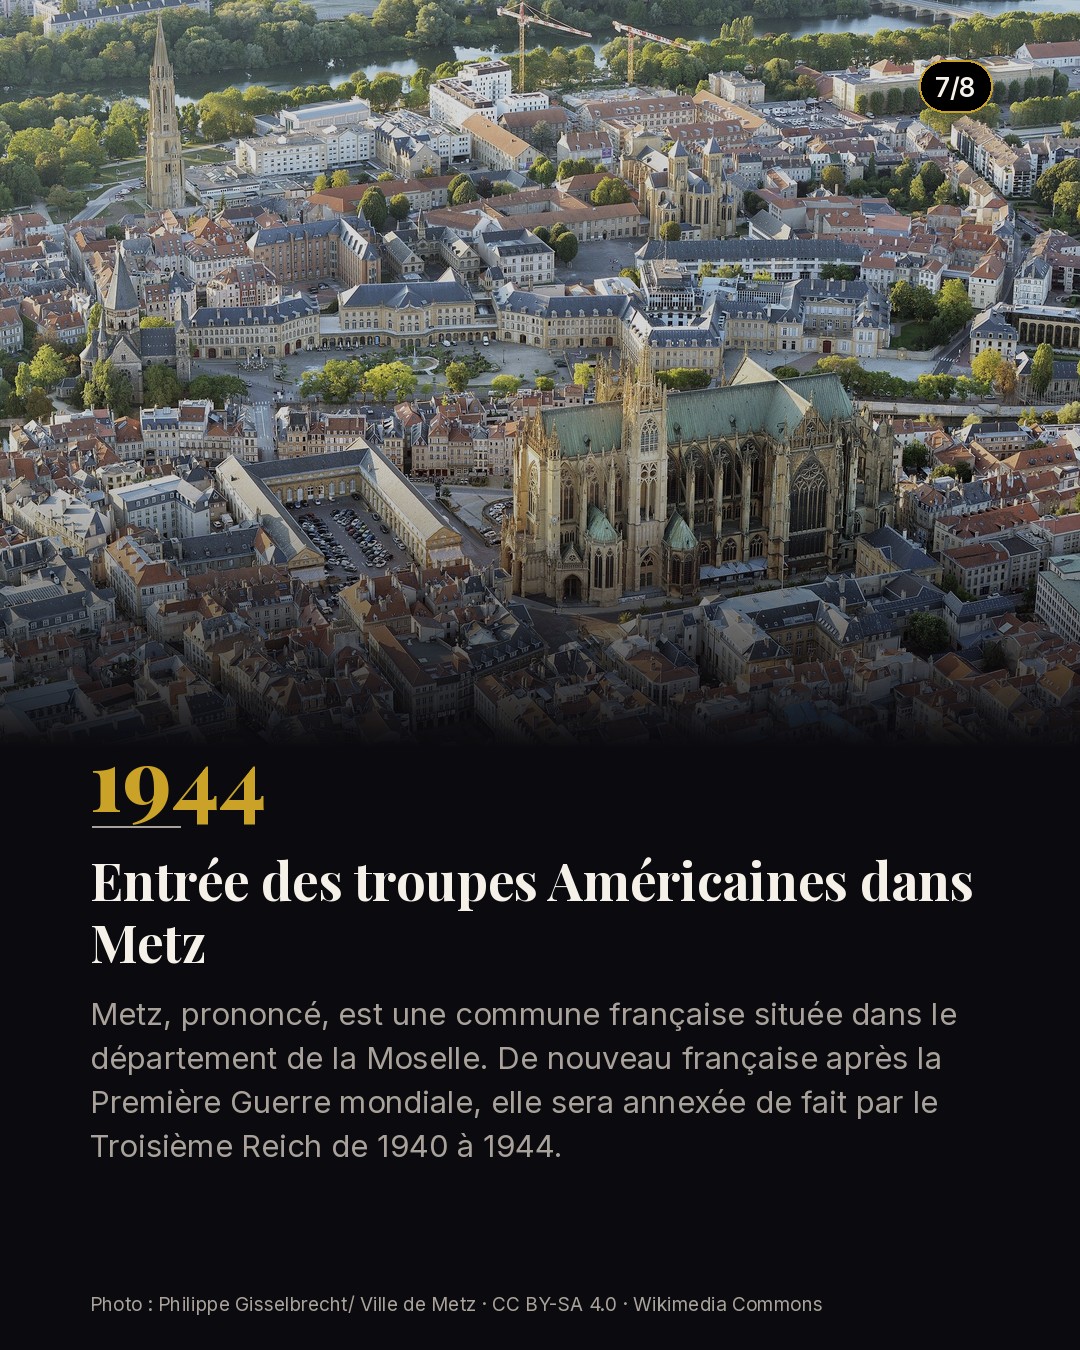 7/8
1944
Entrée des troupes Américaines dans
Metz
Metz, prononcé, est une commune française située dans le
département de la Moselle. De nouveau française après la
Première Guerre mondiale, elle sera annexée de fait par le
Troisième Reich de 1940 à 1944.
Photo : Philippe Gisselbrecht/ Ville de Metz · CC BY-SA 4.0 · Wikimedia Commons